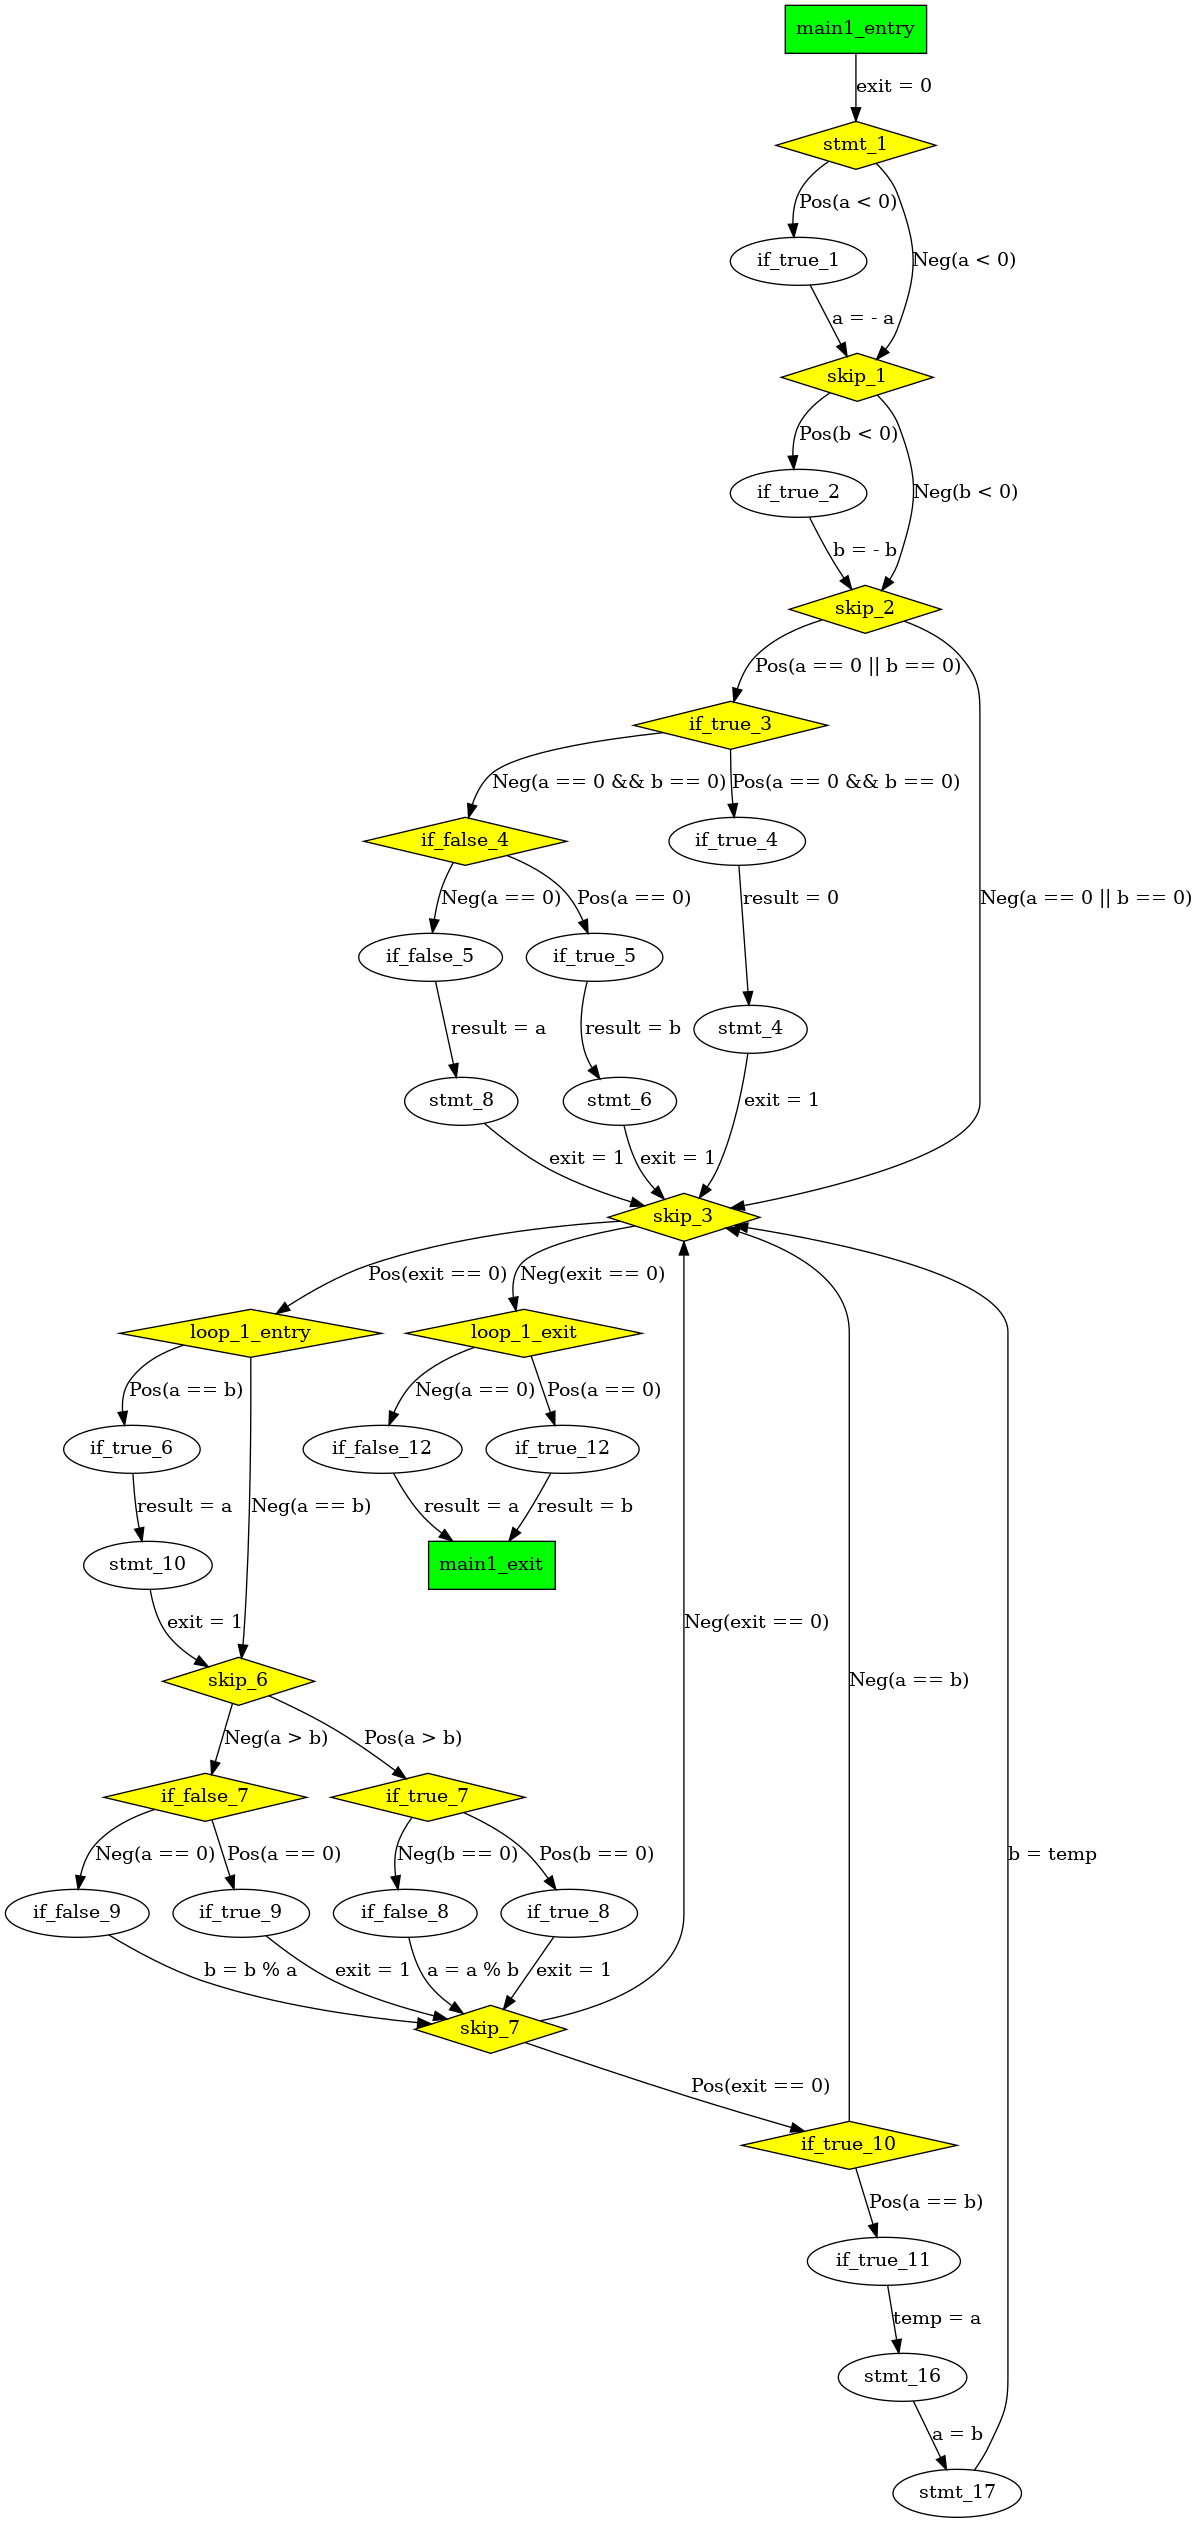 main1_entry
exit = 0
stmt_1
Pos(a < 0)
if_true_1
Neg(a < 0)
a = - a
skip_1
Pos(b < 0)
if_true_2
Neg(b < 0)
b = - b
skip_2
Pos(a == 0 || b == 0)
if_true_3
Neg(a == 0 && b == 0)
Pos(a == 0 && b == 0)
if_false_4
if_true_4
Neg(a == 0)
Pos(a == 0)
result = 0
Neg(a == 0 || b == 0)
if_false_5
if_true_5
result = a
result = b
stmt_4
stmt_8
stmt_6
exit = 1
exit = 1
exit = 1
skip_3
Pos(exit == 0)
Neg(exit == 0)
loop_1_entry
loop_1_exit
Pos(a == b)
Neg(a == 0)
Pos(a == 0)
if_true_6
if_false_12
if_true_12
result = a
Neg(a == b)
result = a
result = b
stmt_10
main1_exit
exit = 1
Neg(exit == 0)
skip_6
Neg(a == b)
Neg(a > b)
Pos(a > b)
if_false_7
if_true_7
Neg(a == 0)
Pos(a == 0)
Neg(b == 0)
Pos(b == 0)
b = temp
if_false_9
if_true_9
if_false_8
if_true_8
b = b % a
exit = 1
a = a % b
exit = 1
skip_7
Pos(exit == 0)
if_true_10
Pos(a == b)
if_true_11
temp = a
stmt_16
a = b
stmt_17